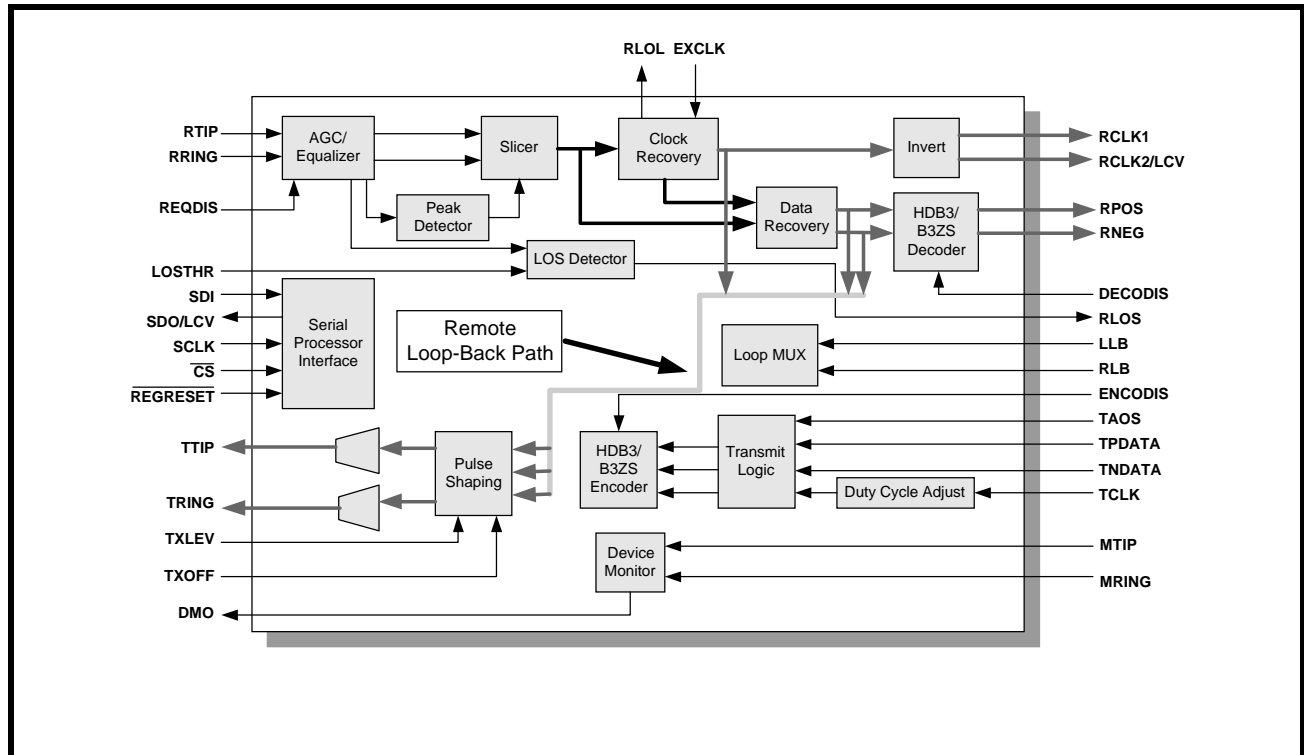 RLOL EXCLK
RTIP
RRING
REQDIS
LOSTHR
SDI
SDO/LCV
SCLK
CS
REGRESET
TTIP
TRING
TXLEV
TXOFF
DMO
AGC/
Equalizer
Slicer
Peak
Detector
LOS Detector
Clock
Recovery
Data
Recovery
Invert
HDB3/
B3ZS
Decoder
Serial
Processor
Interface
Remote
Loop-Back Path
Loop MUX
Pulse
Shaping
HDB3/
B3ZS
Encoder
Transmit
Logic
Duty Cycle Adjust
Device
Monitor
RCLK1
RCLK2/LCV
RPOS
RNEG
DECODIS
RLOS
LLB
RLB
ENCODIS
TAOS
TPDATA
TNDATA
TCLK
MTIP
MRING